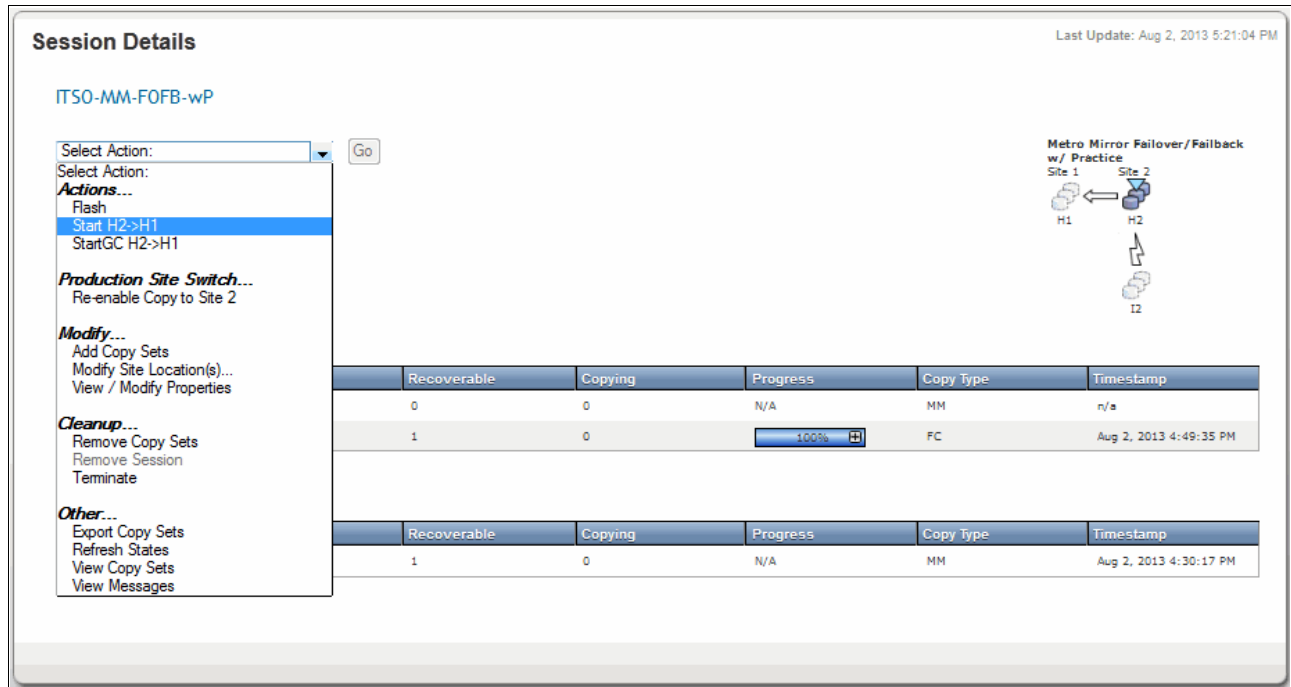 Session Details
Last Update: Aug 2, 2013 5:21:04 PM
ITSO-MM-FOFB-wP
Select Action:
Go
Select Action:
Actions...
Flash
Start H2->H1
StartGC H2->H1
Production Site Switch...
Re-enable Copy to Site 2
Modify...
Add Copy Sets
Modify Site Location(s)...
View / Modify Properties
Cleanup...
Remove Copy Sets
Remove Session
Terminate
Other...
Export Copy Sets
Refresh States
View Copy Sets
View Messages
Metro Mirror Failover/Failback
w/ Practice
Site 1 Site 2
H1 H2
I2
Recoverable Copying Progress Copy Type Timestamp
0 0 N/A MM n/a
1 0 100% FC Aug 2, 2013 4:49:35 PM
Recoverable Copying Progress Copy Type Timestamp
1 0 N/A MM Aug 2, 2013 4:30:17 PM